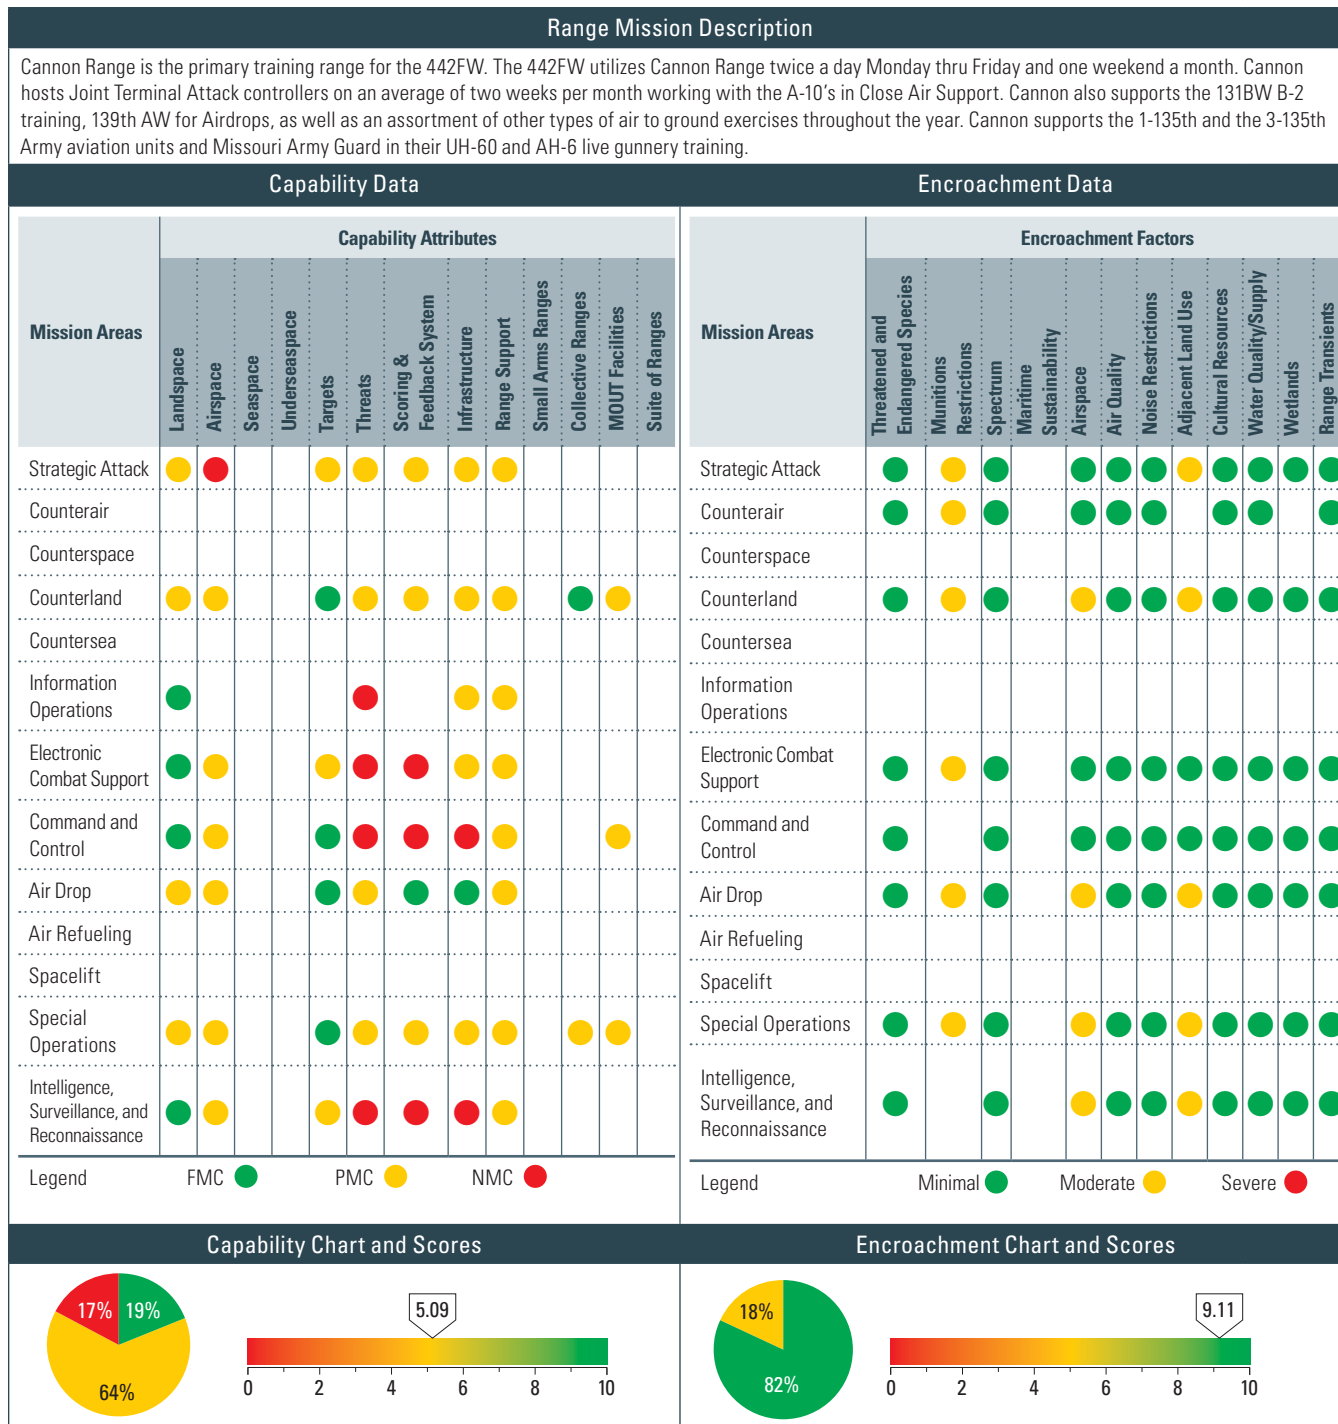 Range Mission Description
Cannon Range is the primary training range for the 442FW. The 442FW utilizes Cannon Range twice a day Monday thru Friday and one weekend a month. Cannon
hosts Joint Terminal Attack controllers on an average of two weeks per month working with the A-10's in Close Air Support. Cannon also supports the 131BW B-2
training, 139th AW for Airdrops, as well as an assortment of other types of air to ground exercises throughout the year. Cannon supports the 1-135th and the 3-135th
Army aviation units and Missouri Army Guard in their UH-60 and AH-6 live gunnery training.
Capability Data
Mission Areas
Capability Attributes
Landspace
Airspace
Seaspace
Underseaspace
Targets
Threats
Scoring &
Feedback System
Infrastructure
Range Support
Small Arms Ranges
Collective Ranges
MOUT Facilities
Suite of Ranges
Strategic Attack
Counterair
Counterspace
Counterland
Countersea
Information
Operations
Electronic
Combat Support
Command and
Control
Air Drop
Air Refueling
Spacelift
Special
Operations
Intelligence,
Surveillance, and
Reconnaissance
Legend
FMC
PMC
NMC
Encroachment Data
Mission Areas
Encroachment Factors
Threatened and
Endangered Species
Munitions
Restrictions
Spectrum
Maritime
Sustainability
Airspace
Air Quality
Noise Restrictions
Adjacent Land Use
Cultural Resources
Water Quality/Supply
Wetlands
Range Transients
Strategic Attack
Counterair
Counterspace
Counterland
Countersea
Information
Operations
Electronic Combat
Support
Command and
Control
Air Drop
Air Refueling
Spacelift
Special Operations
Intelligence,
Surveillance, and
Reconnaissance
Legend
Minimal
Moderate
Severe
Capability Chart and Scores
17%
19%
64%
5.09
0 2 4 6 8 10
Encroachment Chart and Scores
18%
82%
9.11
0 2 4 6 8 10